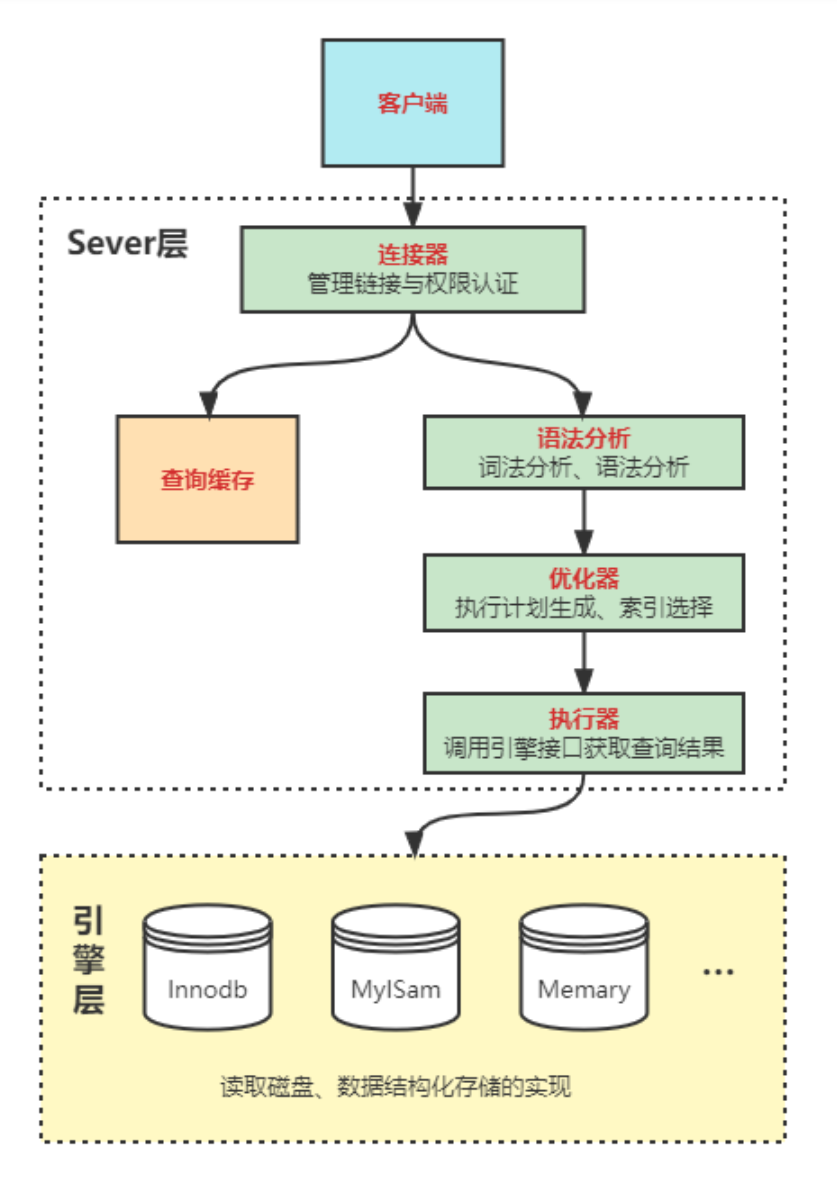 客户端
Sever层
连接器
管理链接与权限认证
查询缓存
语法分析
词法分析、语法分析
优化器
执行计划生成、索引选择
执行器
调用引擎接口获取查询结果
引
擎
层
Innodb
MyISam
Memary
...
读取磁盘、数据结构化存储的实现